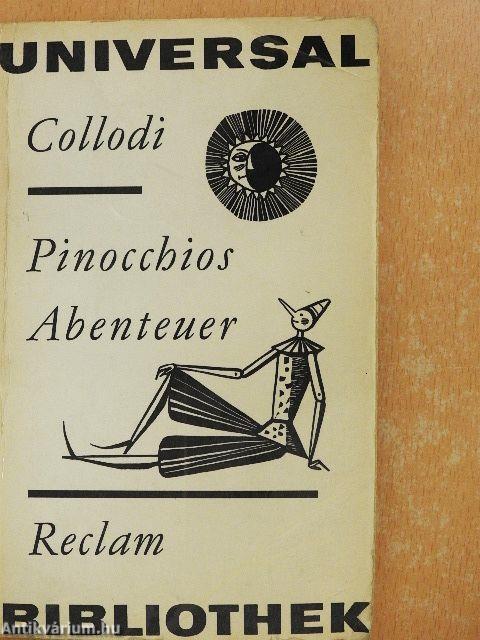 UNIVERSAL
Collodi
Pinocchios
Abenteuer
Reclam
BIBLIOTHEK
Antikvárium.hu